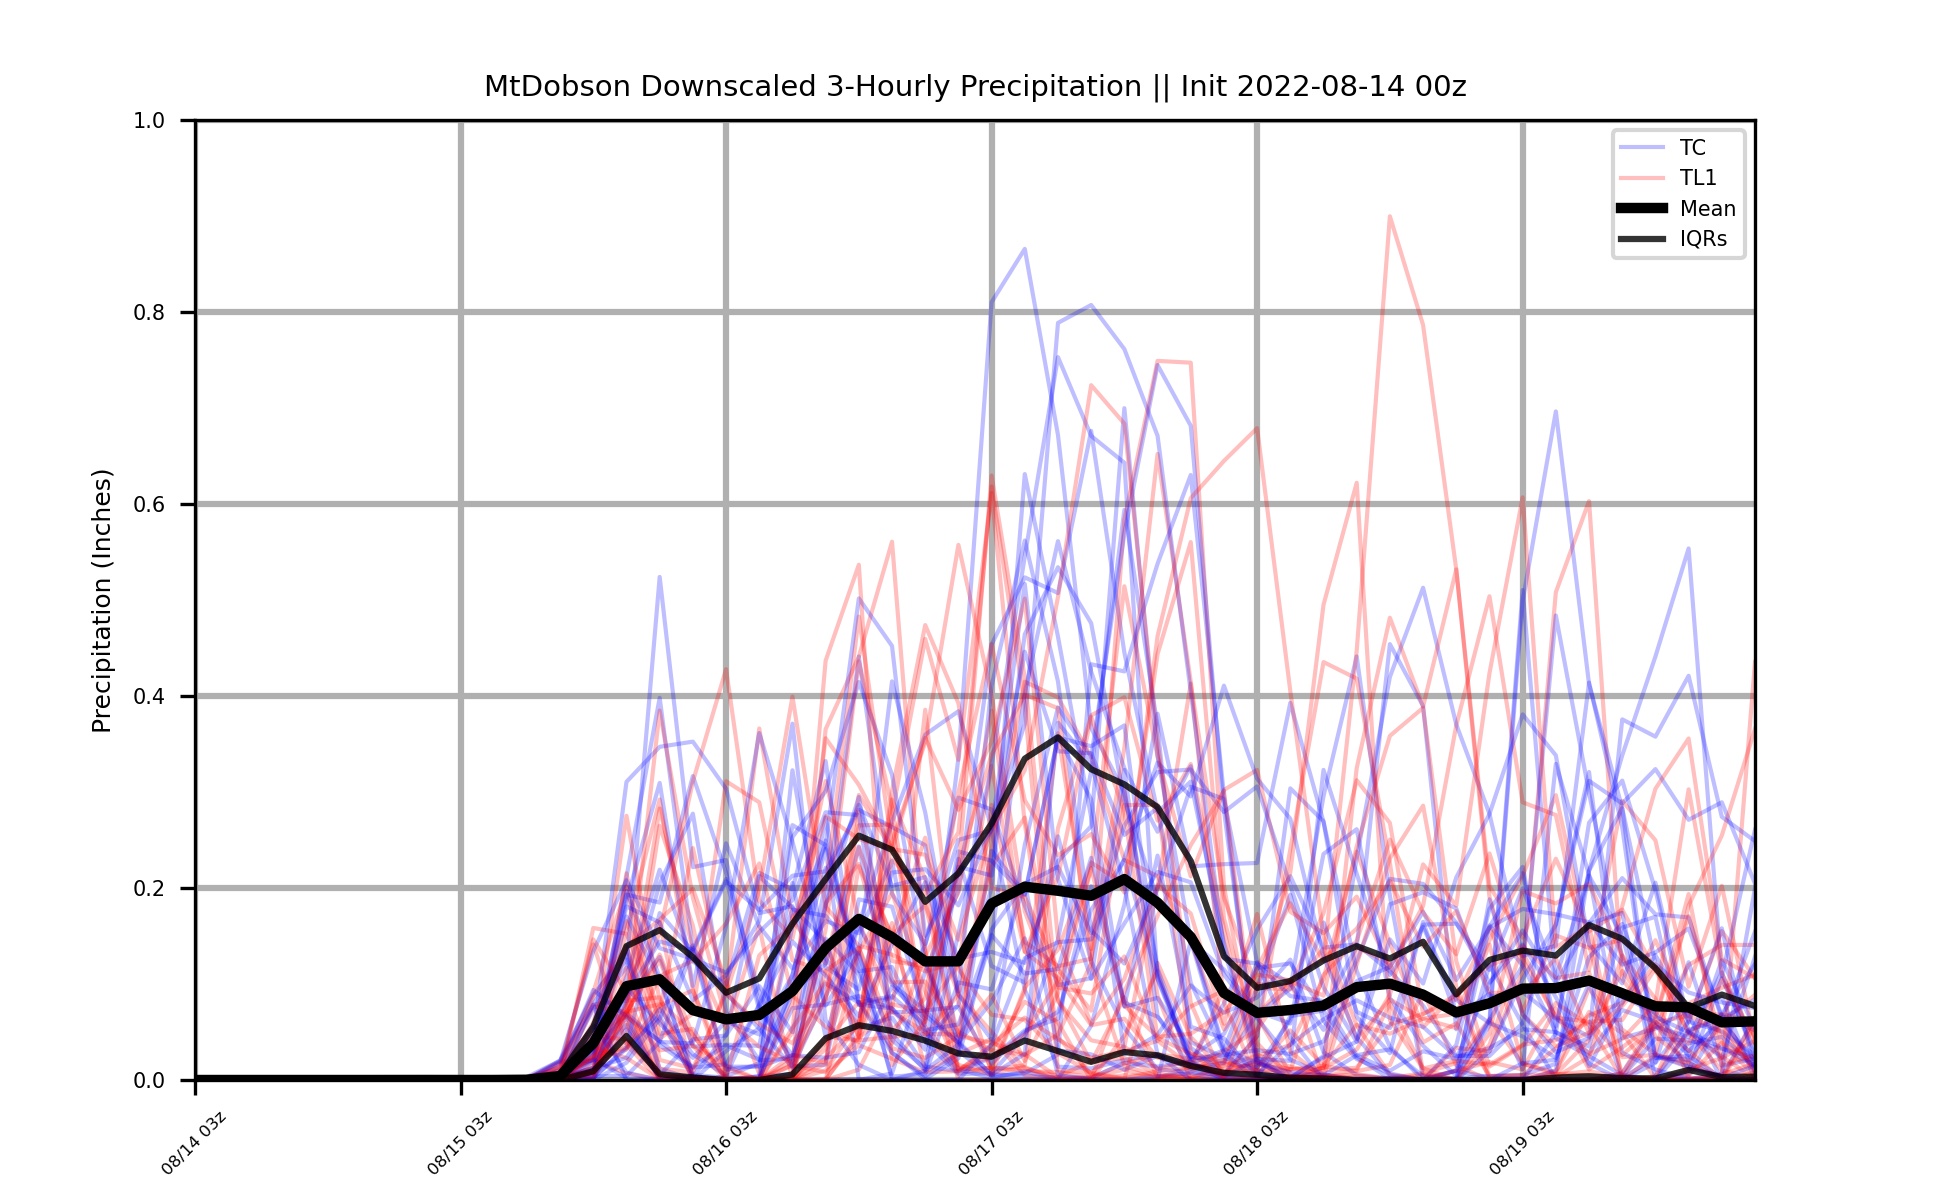 MtDobson Downscaled 3-Hourly Precipitation || Init 2022-08-14 00z
TC
TL1
Mean
IQRs
Precipitation (Inches)
1.0
0.8
0.6
0.4
0.2
0.0
08/14 03z
08/15 03z
08/16 03z
08/17 03z
08/18 03z
08/19 03z